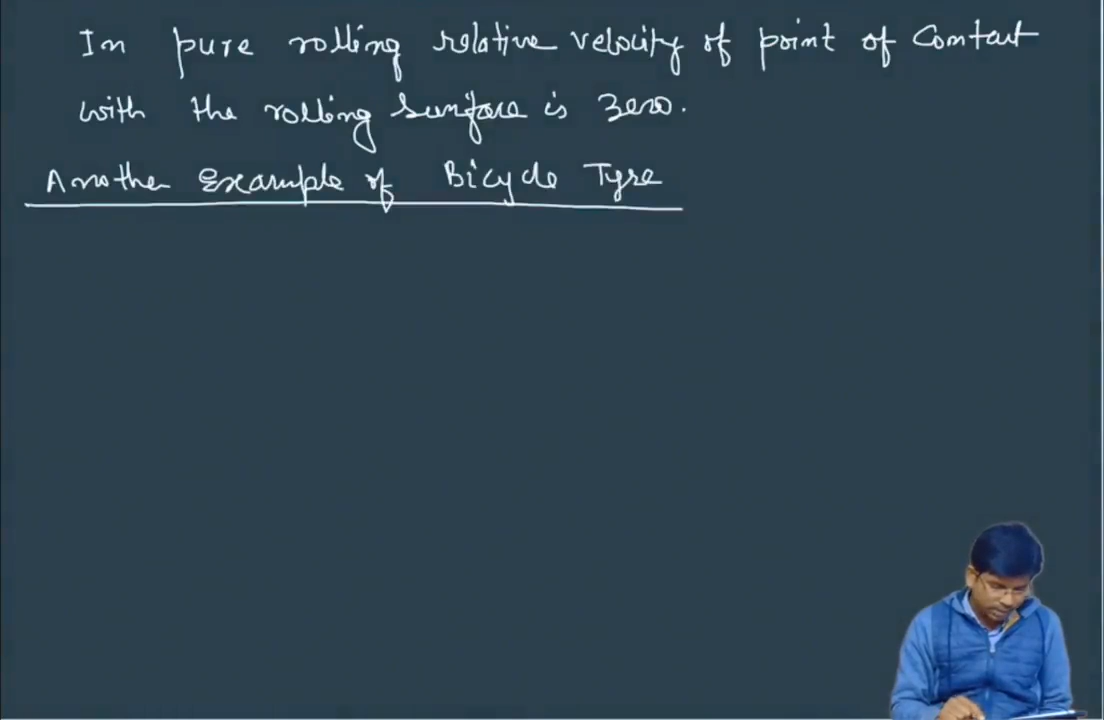 In pure rolling relative velocity of point of Contact
with the rolling surface is zero.
Another Example of Bicycle Tyre